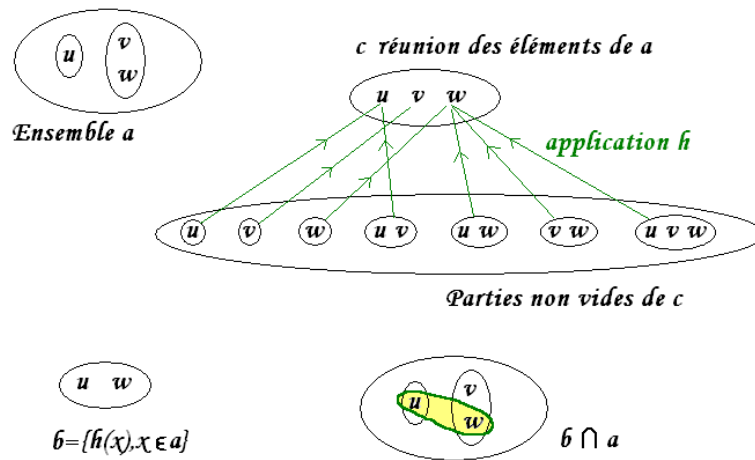 u v
w
Ensemble a
c réunion des éléments de a
u v w
application h
u v w u v u w v w u v w
Parties non vides de c
u w
b={h(x),x ∈ a}
u v
w
b ∩ a